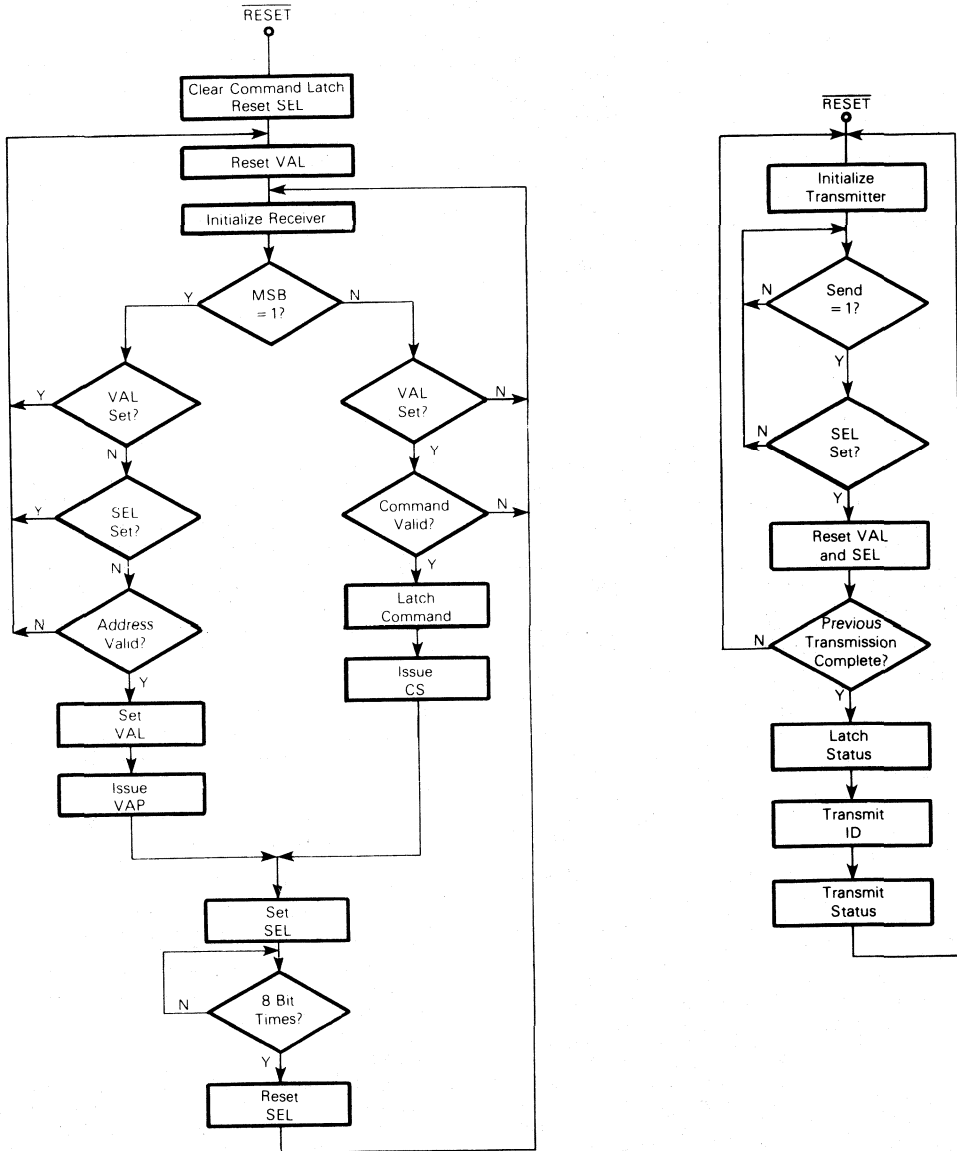 RESET
Clear Command Latch
Reset SEL
Reset VAL
Initialize Receiver
MSB
= 1?
Y
N
VAL
Set?
Y
N
SEL
Set?
Y
N
Address
Valid?
N
Y
Set
VAL
Issue
VAP
VAL
Set?
N
Y
Command
Valid?
N
Y
Latch
Command
Issue
CS
Set
SEL
8 Bit
Times?
N
Y
Reset
SEL
RESET
Initialize
Transmitter
Send
= 1?
N
Y
SEL
Set?
N
Y
Reset VAL
and SEL
Previous
Transmission
Complete?
N
Y
Latch
Status
Transmit
ID
Transmit
Status